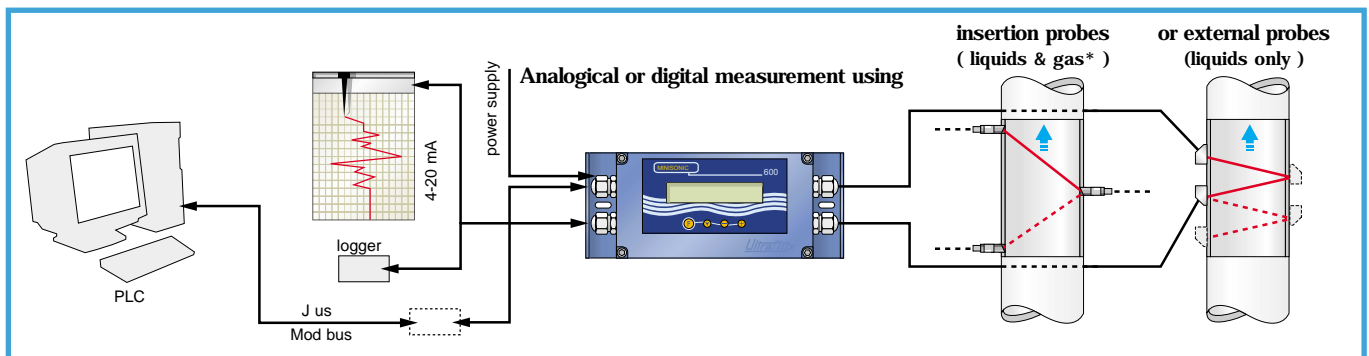 insertion probes
( liquids & gas* )
or external probes
(liquids only )
Analogical or digital measurement using
power supply
4-20 mA
MINISONIC
600
logger
PLC
J us
Mod bus